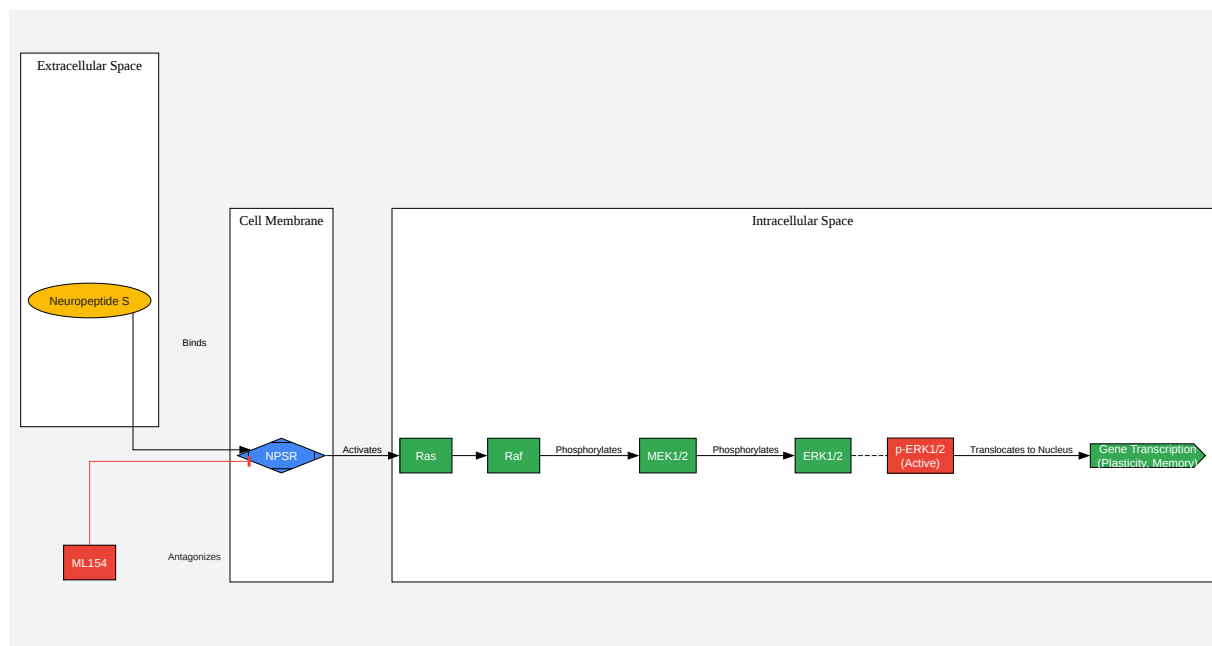 Extracellular Space
Cell Membrane
Intracellular Space
Neuropeptide S
Binds
NPSR
Activates
Ras
Raf
Phosphorylates
MEK1/2
Phosphorylates
ERK1/2
p-ERK1/2
(Active)
Translocates to Nucleus
Gene Transcription
(Plasticity, Memory)
ML154
Antagonizes